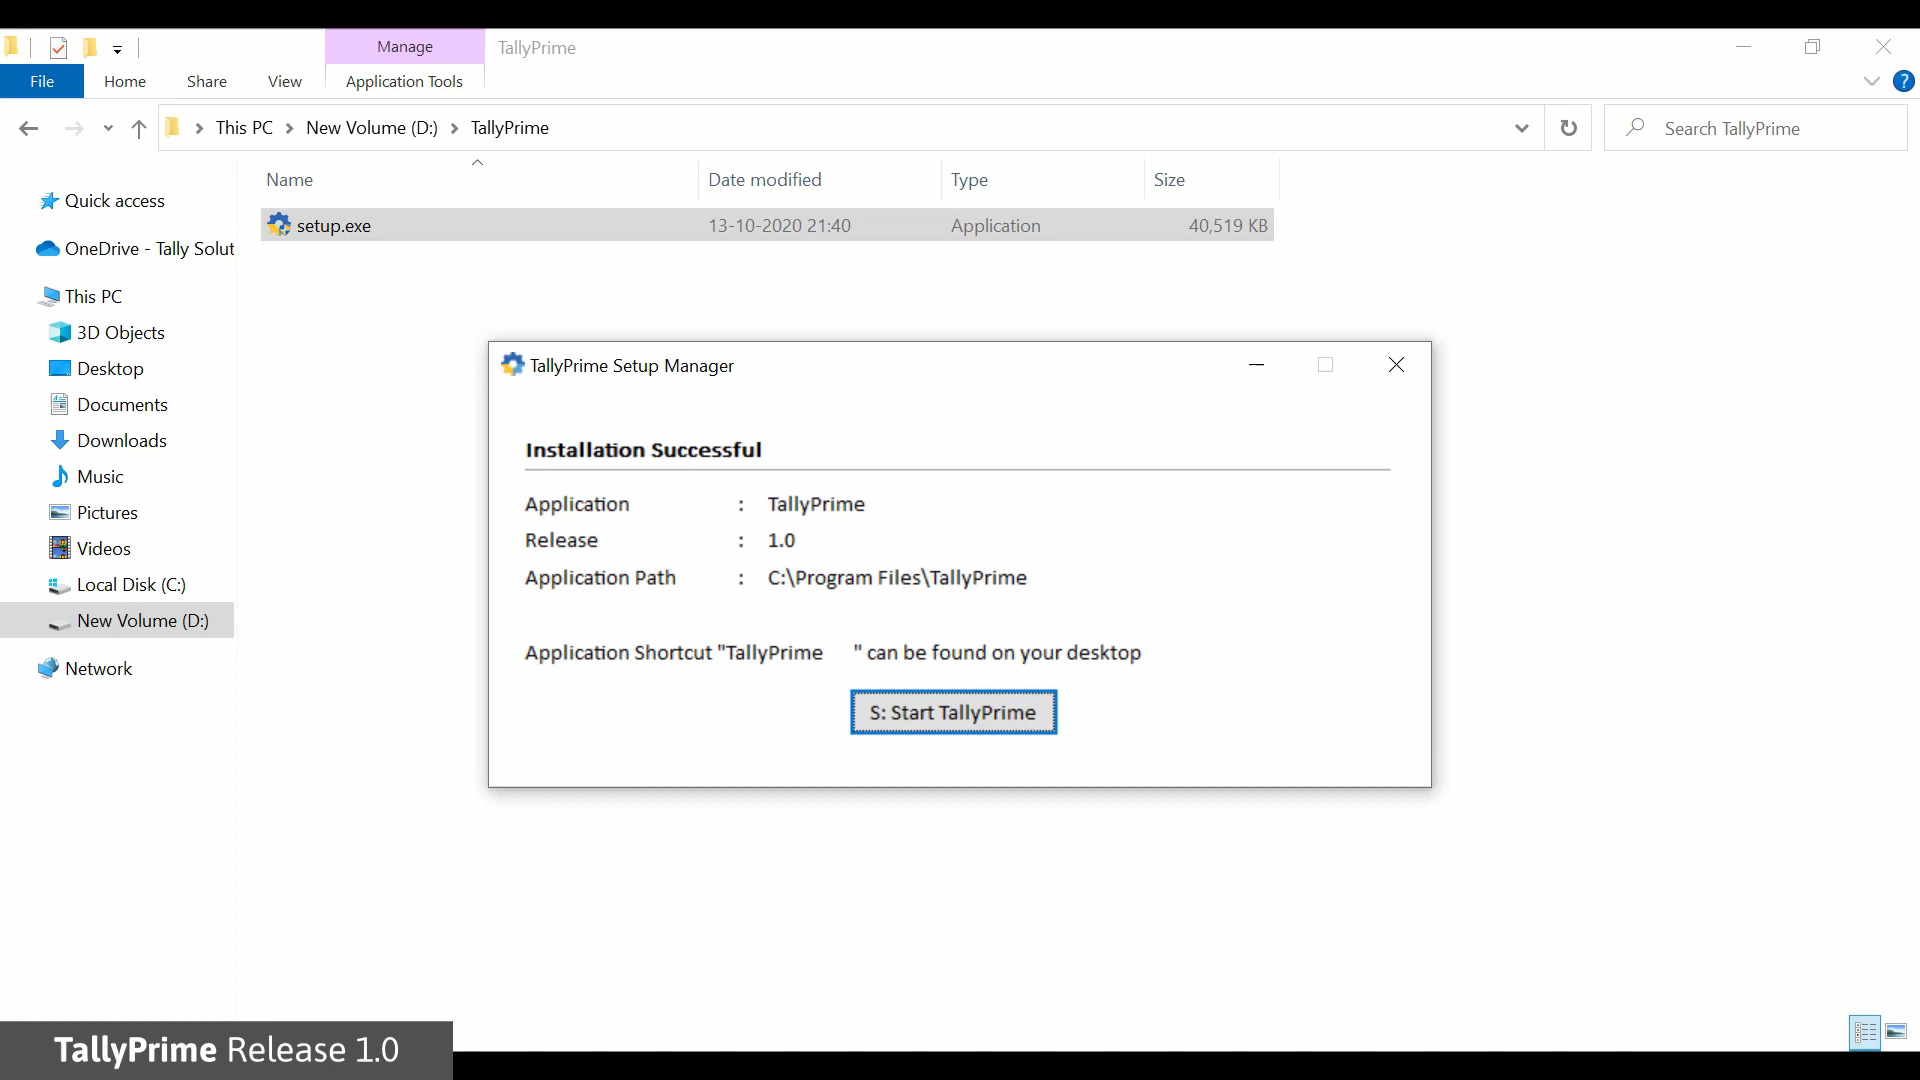 Manage
TallyPrime
File
Home
Share
View
Application Tools
?
This PC
New Volume (D:)
TallyPrime
Search TallyPrime
Name
Date modified
Type
Size
setup.exe
13-10-2020 21:40
Application
40,519 KB
Quick access
OneDrive - Tally Solut
This PC
3D Objects
Desktop
Documents
Downloads
Music
Pictures
Videos
Local Disk (C:)
New Volume (D:)
Network
TallyPrime Setup Manager
Installation Successful
Application : TallyPrime
Release : 1.0
Application Path : C:\Program Files\TallyPrime
Application Shortcut "TallyPrime " can be found on your desktop
S: Start TallyPrime
TallyPrime Release 1.0